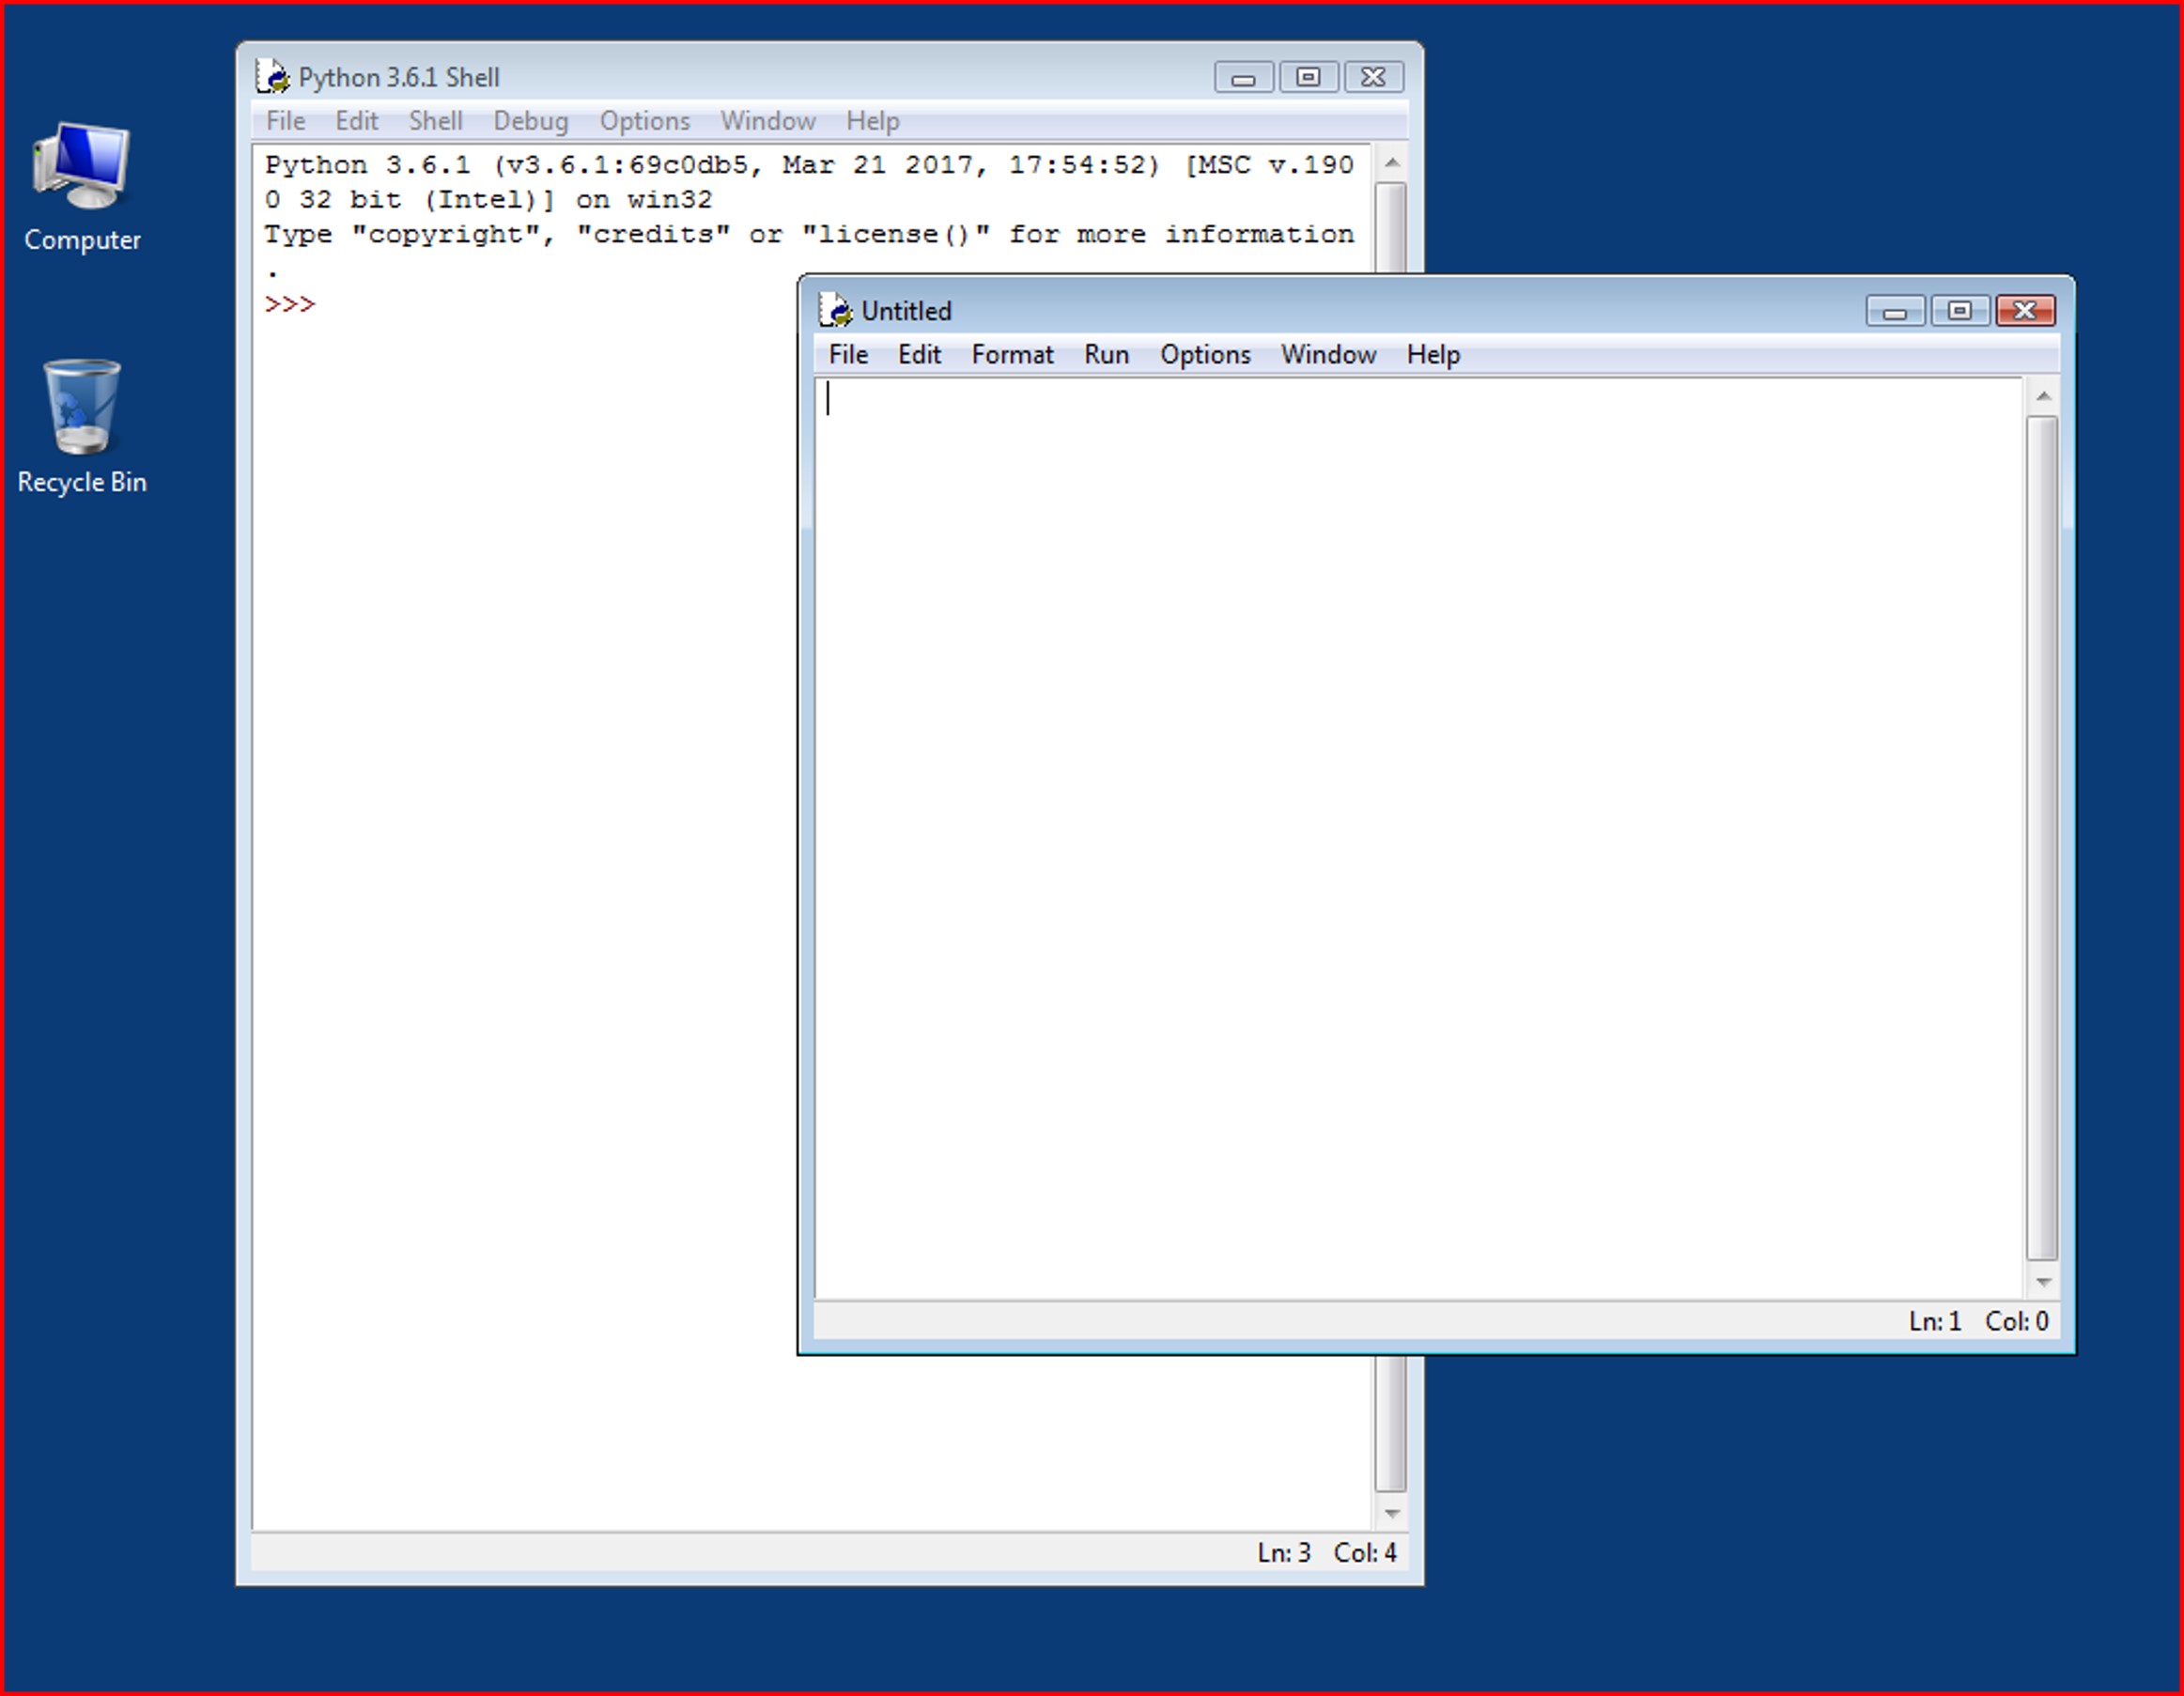 Python 3.6.1 Shell
File Edit Shell Debug Options Window Help
Python 3.6.1 (v3.6.1:69c0db5, Mar 21 2017, 17:54:52) [MSC v.190
0 32 bit (Intel)] on win32
Type "copyright", "credits" or "license()" for more information
.
>>>
Computer
Recycle Bin
Untitled
File Edit Format Run Options Window Help
Ln: 1 Col: 0
Ln: 3 Col: 4